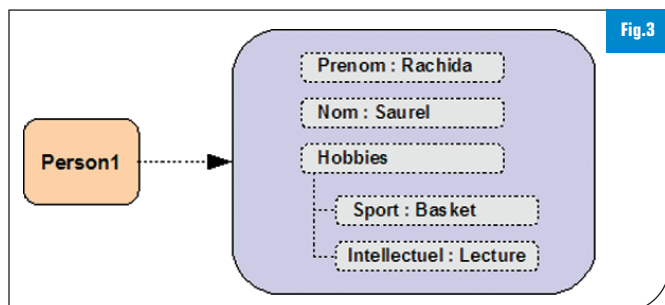 Fig.3
Prenom : Rachida
Nom : Saurel
Hobbies
Person1
Sport : Basket
Intellectuel : Lecture